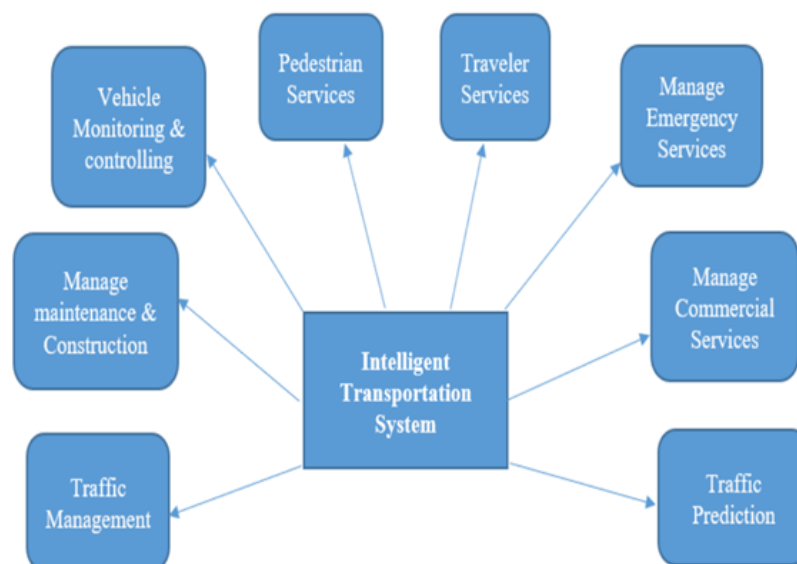 Pedestrian
Services
Traveler
Services
Vehicle
Monitoring &
controlling
Manage
Emergency
Services
Manage
maintenance &
Construction
Manage
Commercial
Services
Intelligent
Transportation
System
Traffic
Management
Traffic
Prediction